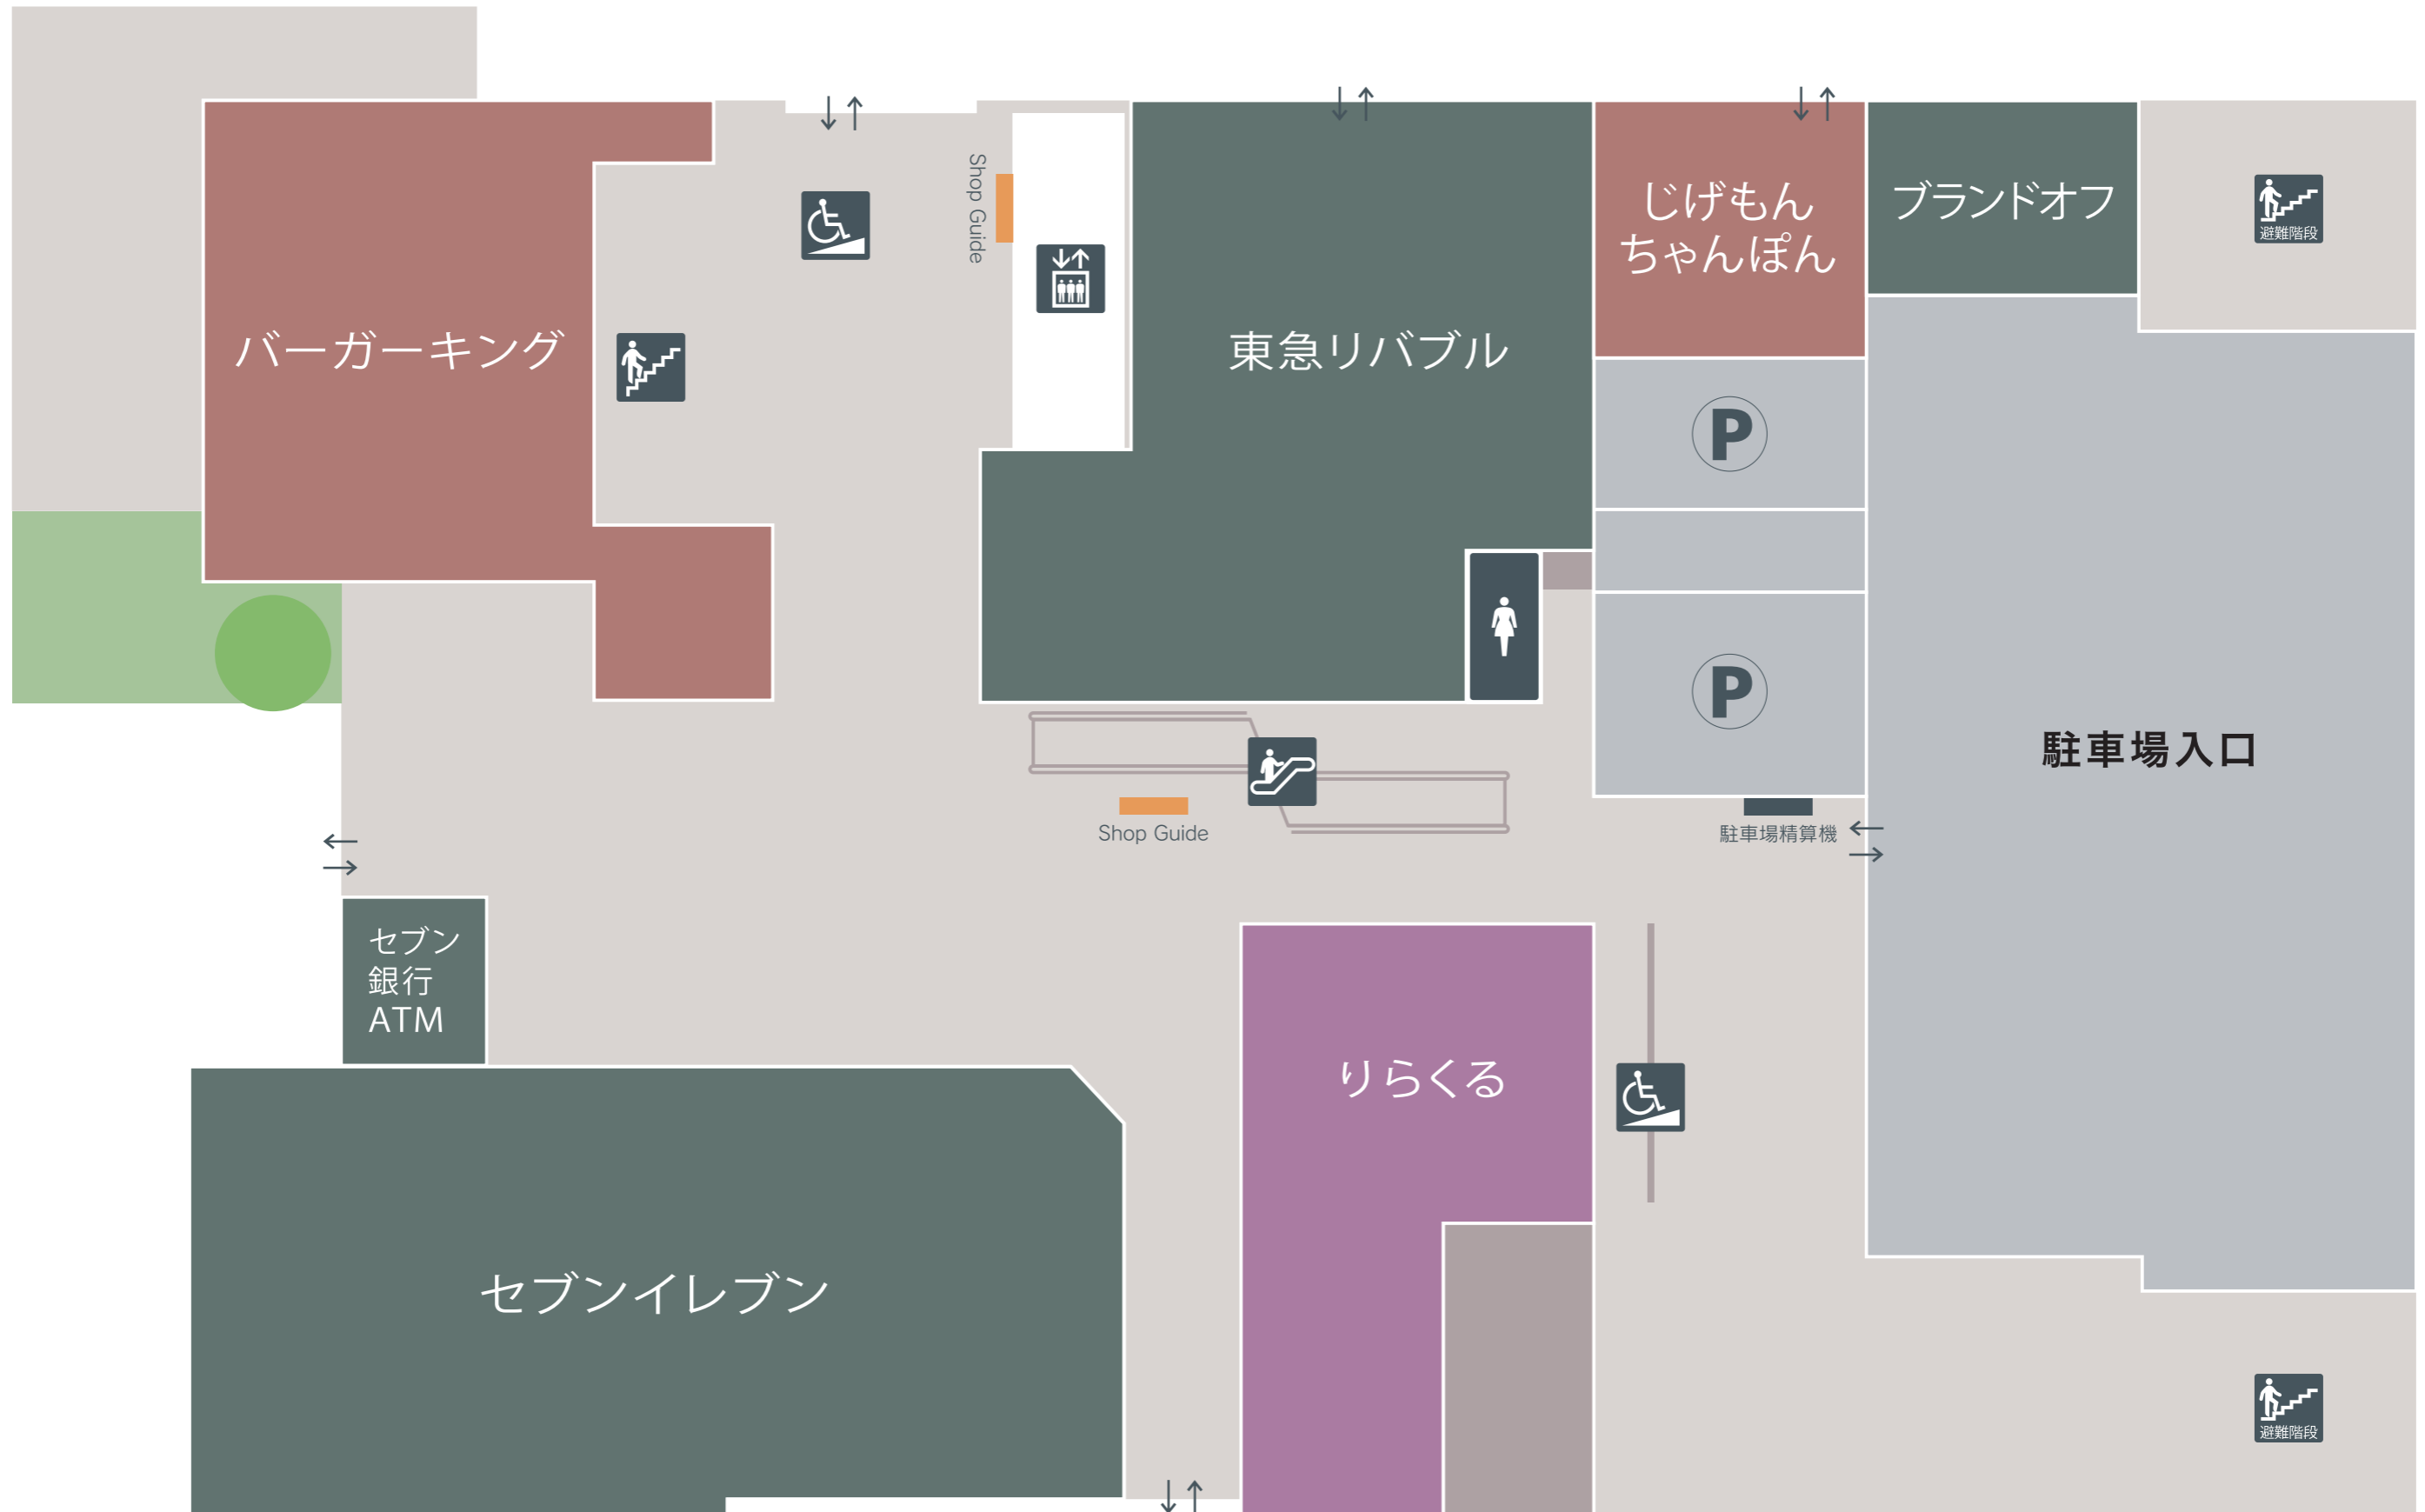 Shop Guide
じげもん
ちゃんぽん
ブランドオフ
避難階段
バーガーキング
東急リバブル
P
P
駐車場入口
Shop Guide
駐車場精算機
セブン
銀行
ATM
りらくる
セブンイレブン
避難階段